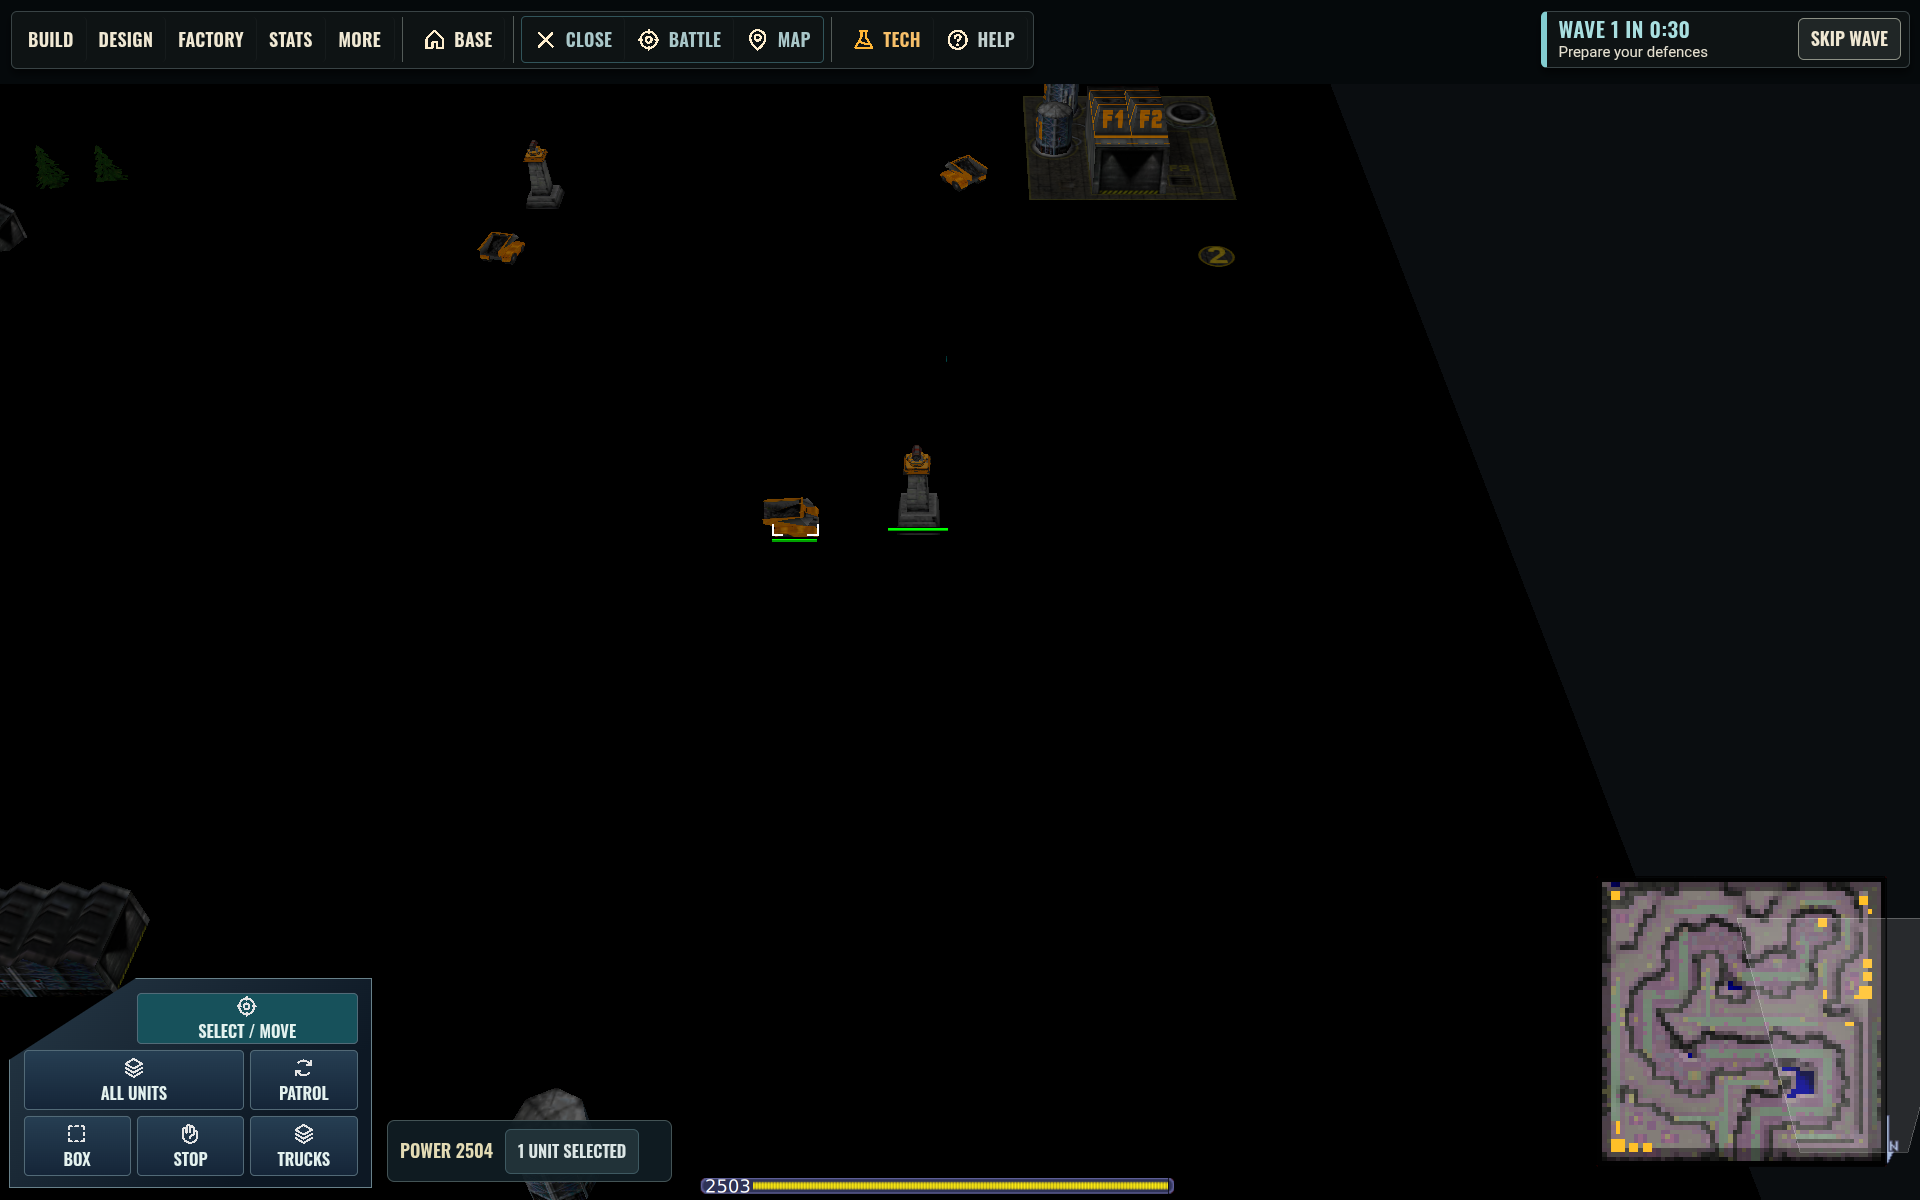 BUILD DESIGN FACTORY STATS MORE BASE CLOSE BATTLE MAP TECH HELP
WAVE 1 IN 0:30
Prepare your defences
SKIP WAVE
F1 F2
F3
2
SELECT / MOVE
ALL UNITS PATROL
BOX STOP TRUCKS
POWER 2504 1 UNIT SELECTED
2503
N